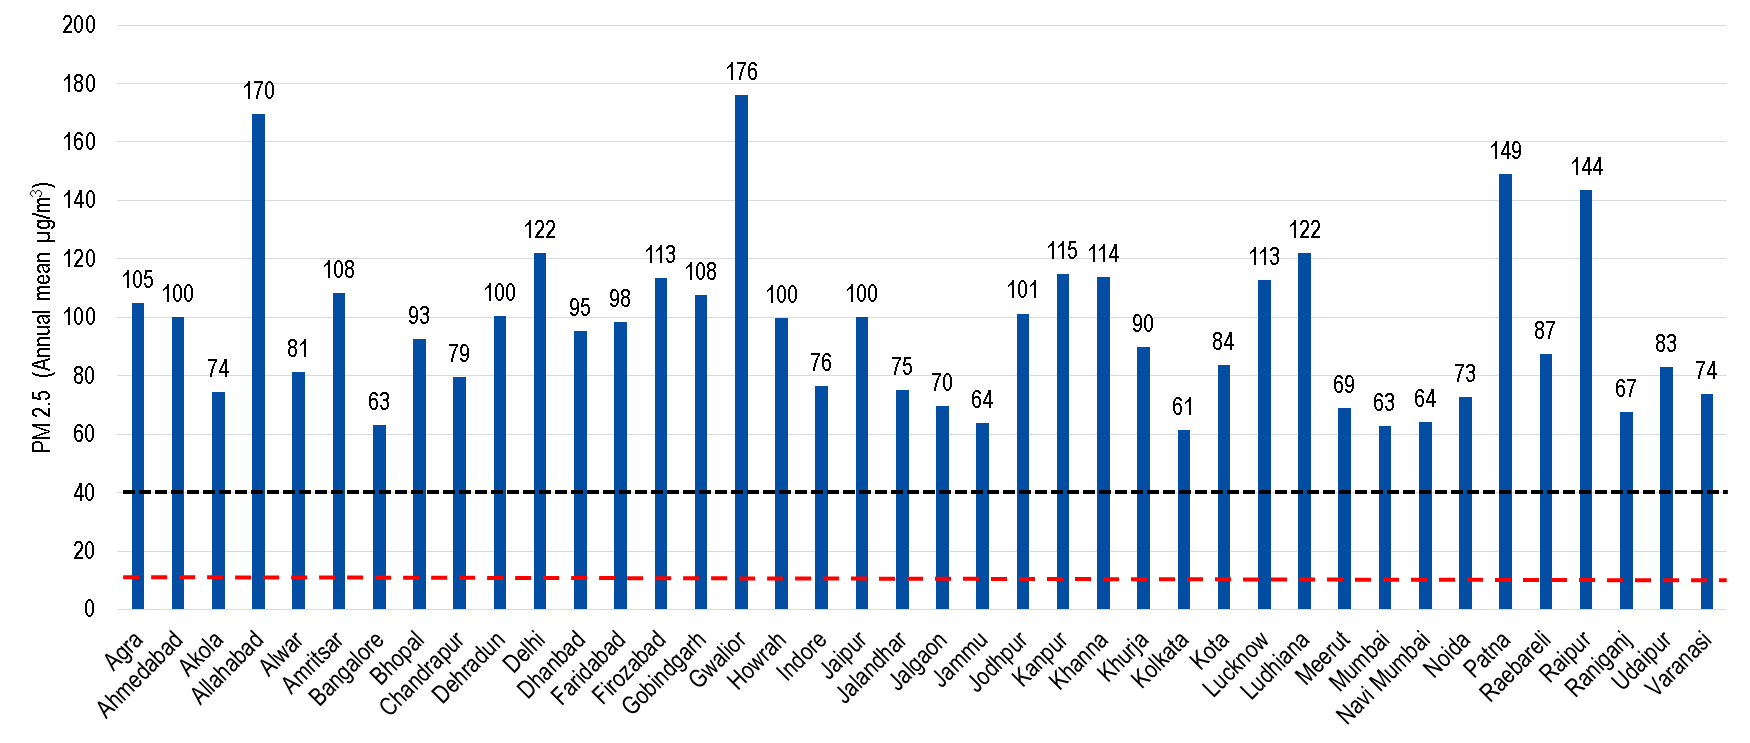 PM 2.5 (Annual mean µg/m³)
200
180
160
140
120
100
80
60
40
20
0
105
100
74
170
81
108
63
93
79
100
122
95
98
113
108
176
100
76
100
75
70
64
101
115
114
90
61
84
113
122
69
63
64
73
149
87
144
67
83
74
Agra
Ahmedabad
Akola
Allahabad
Alwar
Amritsar
Bangalore
Bhopal
Chandrapur
Dehradun
Delhi
Dhanbad
Faridabad
Firozabad
Gobindgarh
Gwalior
Howrah
Indore
Jaipur
Jalandhar
Jalgaon
Jammu
Jodhpur
Kanpur
Khanna
Khurja
Kolkata
Kota
Lucknow
Ludhiana
Meerut
Mumbai
Navi Mumbai
Noida
Patna
Raebareli
Raipur
Raniganj
Udaipur
Varanasi